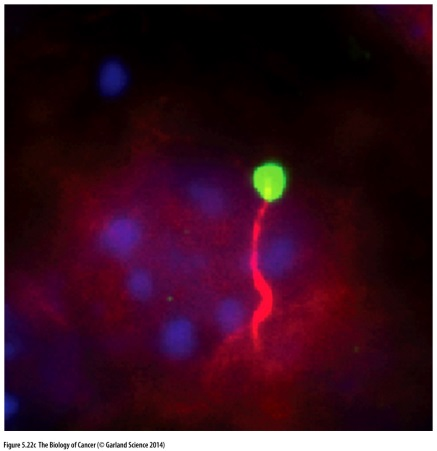 Figure 5.22c The Biology of Cancer (© Garland Science 2014)